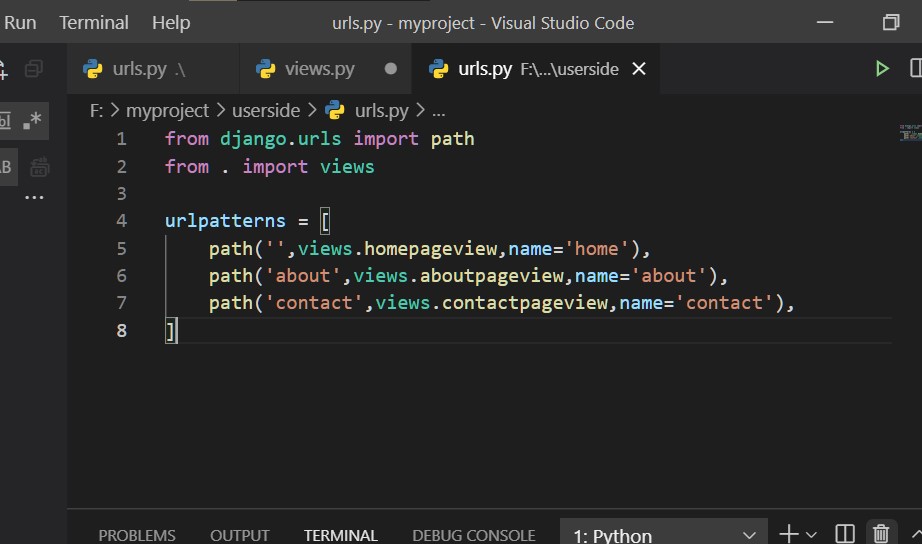 Run Terminal Help urls.py - myproject - Visual Studio Code
urls.py .\ views.py urls.py F:\...\userside
F: > myproject > userside > urls.py > ...
1 from django.urls import path
2 from . import views
3
4 urlpatterns = [
5 path('',views.homepageview,name='home'),
6 path('about',views.aboutpageview,name='about'),
7 path('contact',views.contactpageview,name='contact'),
8 ]
PROBLEMS OUTPUT TERMINAL DEBUG CONSOLE 1: Python